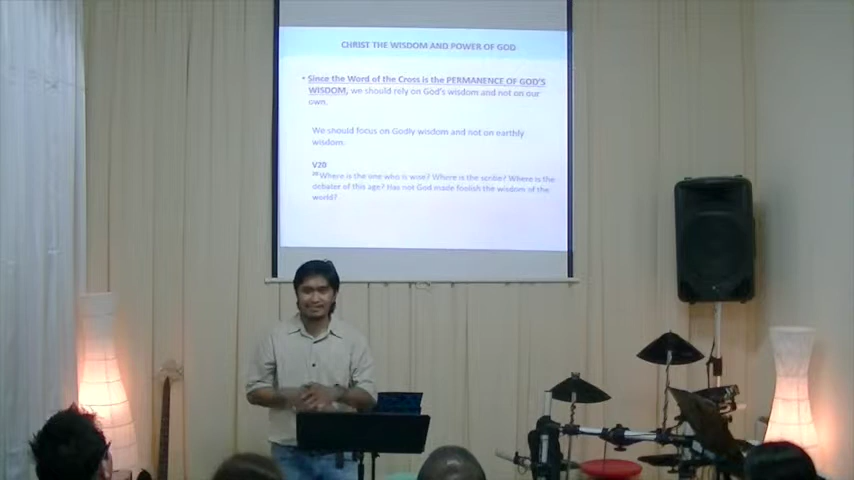 CHRIST THE WISDOM AND POWER OF GOD
• Since the Word of the Cross is the PERMANENCE OF GOD'S
WISDOM, we should rely on God's wisdom and not on our
own.
We should focus on Godly wisdom and not on earthly
wisdom.
V20
20 Where is the one who is wise? Where is the scribe? Where is the
debater of this age? Has not God made foolish the wisdom of the
world?